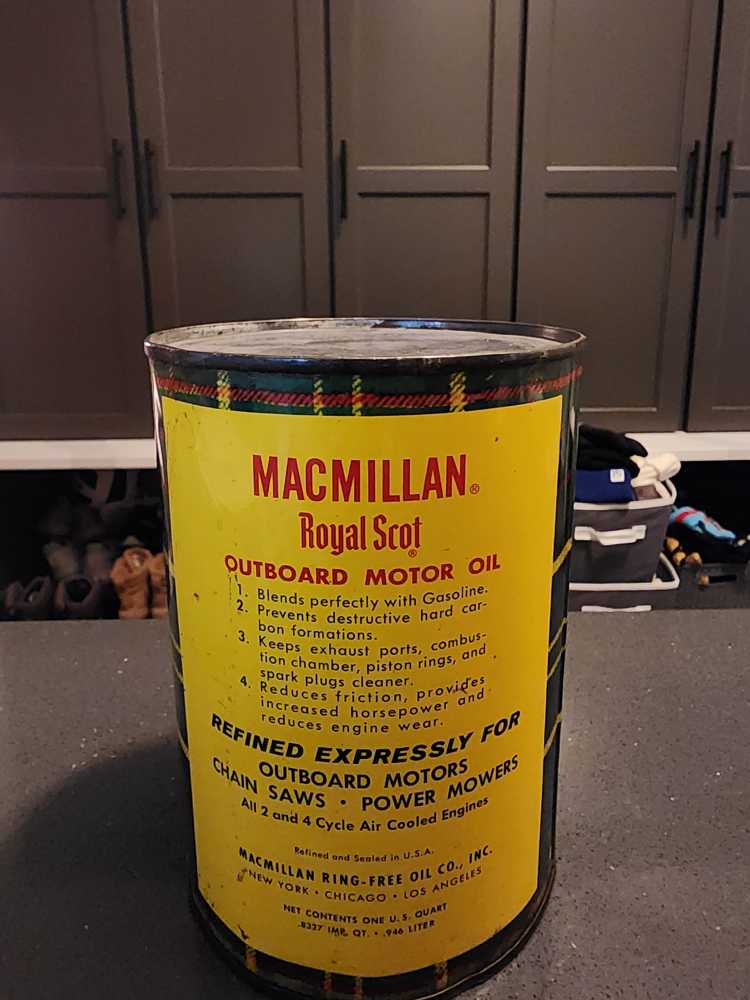 MACMILLAN®
Royal Scot®
OUTBOARD MOTOR OIL
1. Blends perfectly with Gasoline.
2. Prevents destructive hard car-
bon formations.
3. Keeps exhaust ports, combus-
tion chamber, piston rings, and
spark plugs cleaner.
4. Reduces friction, provides
increased horsepower and
reduces engine wear.
REFINED EXPRESSLY FOR
OUTBOARD MOTORS
CHAIN SAWS • POWER MOWERS
All 2 and 4 Cycle Air Cooled Engines
Refined and Sealed in U.S.A.
MACMILLAN RING-FREE OIL CO., INC.
NEW YORK • CHICAGO • LOS ANGELES
NET CONTENTS ONE U. S. QUART
.8327 IMP. QT. • .946 LITER